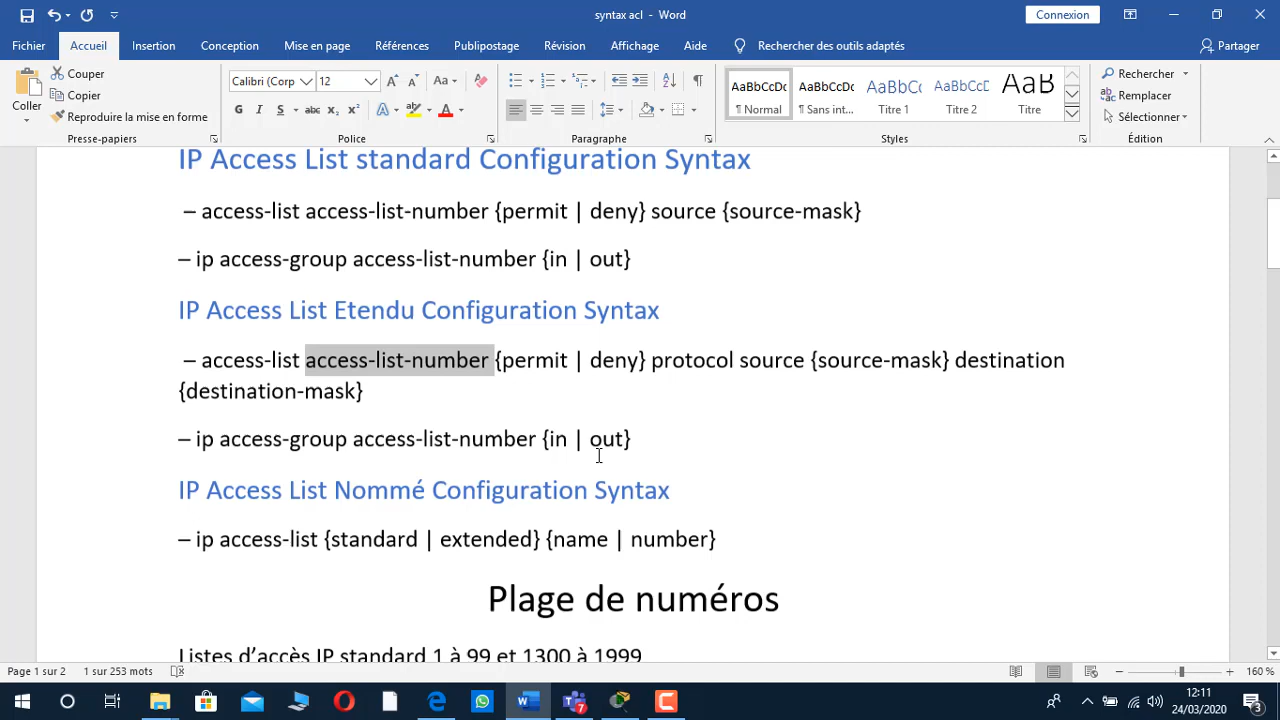 syntax acl - Word
Connexion
Fichier Accueil Insertion Conception Mise en page Références Publipostage Révision Affichage Aide Rechercher des outils adaptés Partager
Coller
Couper
Copier
Reproduire la mise en forme
Presse-papiers
Calibri (Corp 12
Police
Paragraphe
AaBbCcDc AaBbCcDc AaBbCc AaBbCcD AaB
¶ Normal ¶ Sans int... Titre 1 Titre 2 Titre
Styles
Rechercher
Remplacer
Sélectionner
Édition
IP Access List standard Configuration Syntax
– access-list access-list-number {permit | deny} source {source-mask}
– ip access-group access-list-number {in | out}
IP Access List Etendu Configuration Syntax
– access-list access-list-number {permit | deny} protocol source {source-mask} destination
{destination-mask}
– ip access-group access-list-number {in | out}
IP Access List Nommé Configuration Syntax
– ip access-list {standard | extended} {name | number}
Plage de numéros
Listes d’accès IP standard 1 à 99 et 1300 à 1999
Page 1 sur 2 1 sur 253 mots 160 %
12:11
24/03/2020